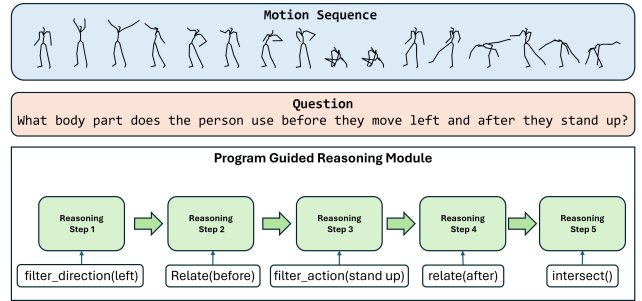 Motion Sequence
Question
What body part does the person use before they move left and after they stand up?
Program Guided Reasoning Module
Reasoning
Step 1
Reasoning
Step 2
Reasoning
Step 3
Reasoning
Step 4
Reasoning
Step 5
filter_direction(left)
Relate(before)
filter_action(stand up)
relate(after)
intersect()